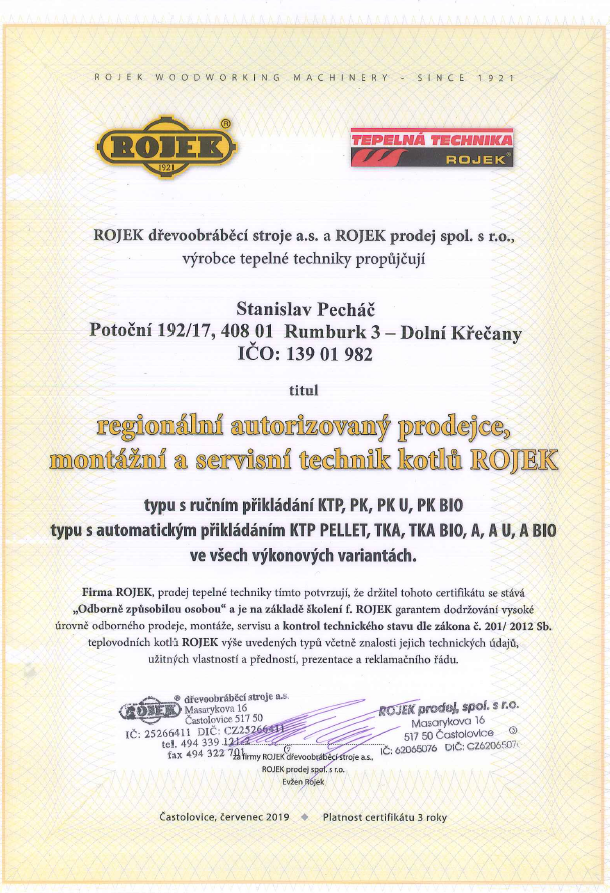 ROJEK WOODWORKING MACHINERY - SINCE 1921
ROJEK ®
1921
TEPELNÁ TECHNIKA
ROJEK®
ROJEK dřevoobráběcí stroje a.s. a ROJEK prodej spol. s r.o.,
výrobce tepelné techniky propůjčují
Stanislav Pecháč
Potoční 192/17, 408 01 Rumburk 3 – Dolní Křečany
IČO: 139 01 982
titul
regionální autorizovaný prodejce,
montážní a servisní technik kotlů ROJEK
typu s ručním přikládání KTP, PK, PK U, PK BIO
typu s automatickým přikládáním KTP PELLET, TKA, TKA BIO, A, A U, A BIO
ve všech výkonových variantách.
Firma ROJEK, prodej tepelné techniky tímto potvrzují, že držitel tohoto certifikátu se stává
„Odborně způsobilou osobou“ a je na základě školení f. ROJEK garantem dodržování vysoké
úrovně odborného prodeje, montáže, servisu a kontrol technického stavu dle zákona č. 201/ 2012 Sb.
teplovodních kotlů ROJEK výše uvedených typů včetně znalosti jejich technických údajů,
užitných vlastností a předností, prezentace a reklamačního řádu.
ROJEK ® dřevoobráběcí stroje a.s.
Masarykova 16
Častolovice 517 50
IČ: 25266411 DIČ: CZ25266411
tel. 494 339
fax 494 322 701
ROJEK prodej, spol. s r.o.
Masarykova 16
517 50 Častolovice
IČ: 62065076 DIČ: CZ6206507
za firmy ROJEK dřevoobráběcí stroje a.s.,
ROJEK prodej spol. s r.o.
Evžen Rojek
Častolovice, červenec 2019 ◆ Platnost certifikátu 3 roky